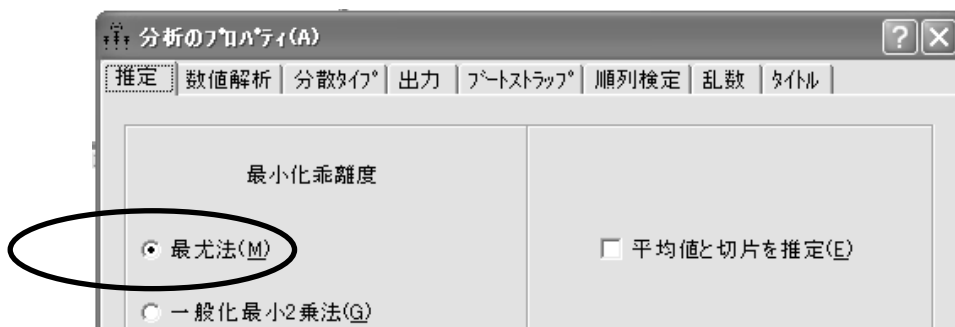 分析のﾌﾟﾛﾊﾟﾃｨ(A)
推定 数値解析 分散ﾀｲﾌﾟ 出力 ﾌﾞｰﾄｽﾄﾗｯﾌﾟ 順列検定 乱数 ﾀｲﾄﾙ
最小化乖離度
最尤法(M)
平均値と切片を推定(E)
一般化最小2乗法(G)